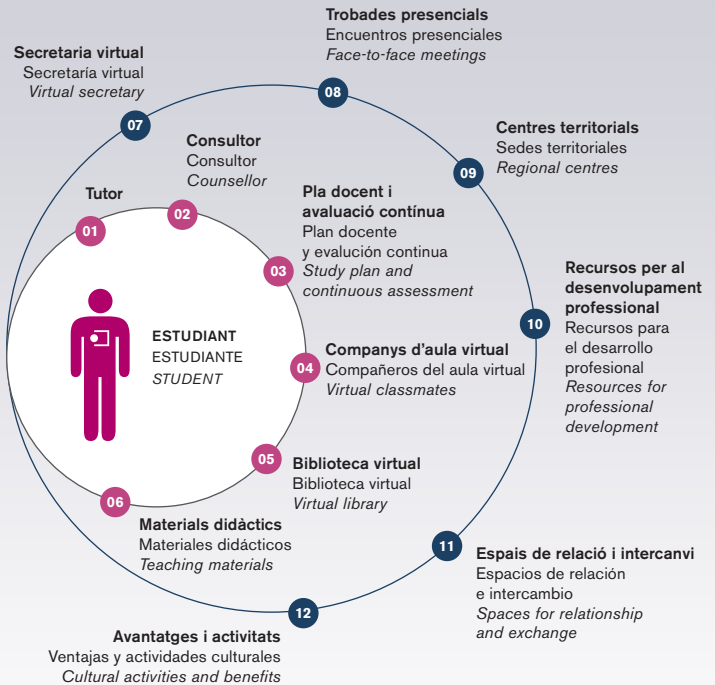 Trobades presencials
Encuentros presenciales
Face-to-face meetings
08
Secretaria virtual
Secretaría virtual
Virtual secretary
07
Consultor
Consultor
Counsellor
02
Centres territorials
Sedes territoriales
Regional centres
09
Tutor
01
Pla docent i
avaluació contínua
Plan docente
y evalución continua
Study plan and
continuous assessment
03
Recursos per al
desenvolupament
professional
Recursos para
el desarrollo
profesional
Resources for
professional
development
10
ESTUDIANT
ESTUDIANTE
STUDENT
Companys d'aula virtual
Compañeros del aula virtual
Virtual classmates
04
05
Biblioteca virtual
Biblioteca virtual
Virtual library
06
Materials didàctics
Materiales didácticos
Teaching materials
11
Espais de relació i intercanvi
Espacios de relación
e intercambio
Spaces for relationship
and exchange
12
Avantatges i activitats
Ventajas y actividades culturales
Cultural activities and benefits